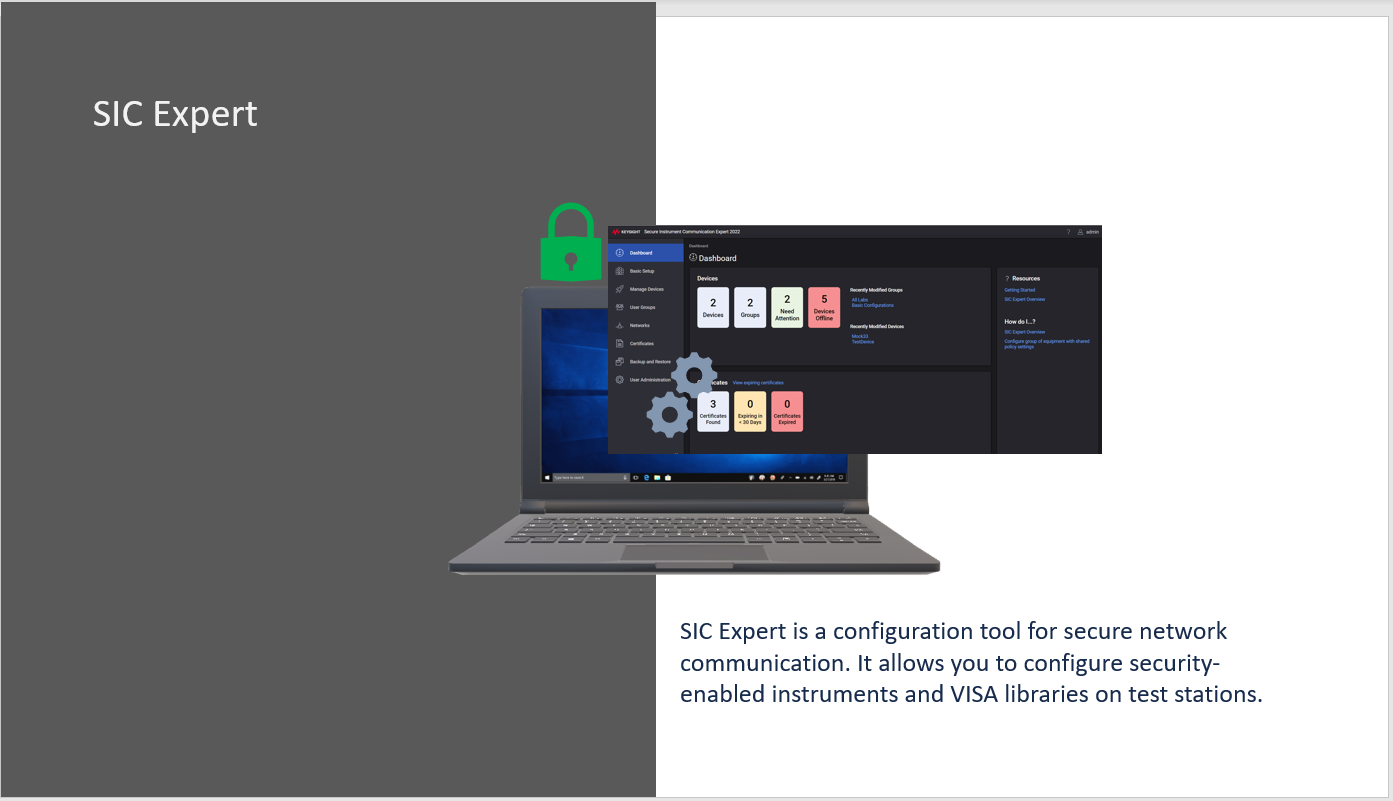 SIC Expert
KEYSIGHT Secure Instrument Communication Expert 2022
? admin
Dashboard
Basic Setup
Manage Devices
User Groups
Networks
Certificates
Backup and Restore
User Administration
Dashboard
Dashboard
Devices
2
Devices
2
Groups
2
Need
Attention
5
Devices
Offline
Recently Modified Groups
All Labs
Basic Configurations
Recently Modified Devices
Mock33
TestDevice
View expiring certificates
3
Certificates
Found
0
Expiring in
< 30 Days
0
Certificates
Expired
? Resources
Getting Started
SIC Expert Overview
How do I...?
SIC Expert Overview
Configure group of equipment with shared
policy settings
Type here to search
SIC Expert is a configuration tool for secure network
communication. It allows you to configure security-
enabled instruments and VISA libraries on test stations.